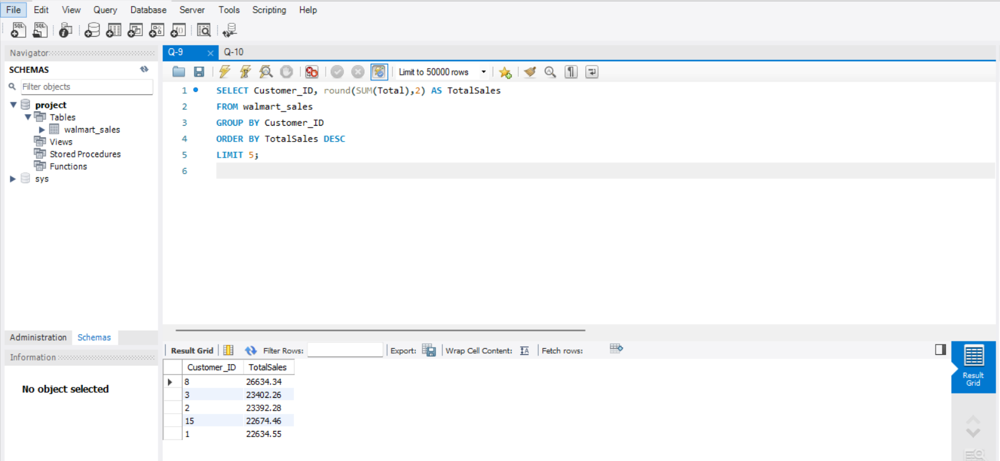 File Edit View Query Database Server Tools Scripting Help
SQL SQL
Navigator
SCHEMAS
Filter objects
project
Tables
walmart_sales
Views
Stored Procedures
Functions
sys
Administration Schemas
Information
No object selected
Q-9 Q-10
Limit to 50000 rows
1 SELECT Customer_ID, round(SUM(Total),2) AS TotalSales
2 FROM walmart_sales
3 GROUP BY Customer_ID
4 ORDER BY TotalSales DESC
5 LIMIT 5;
6
Result Grid Filter Rows: Export: Wrap Cell Content: IA Fetch rows:
Customer_ID TotalSales
8 26634.34
3 23402.26
2 23392.28
15 22674.46
1 22634.55
Result
Grid